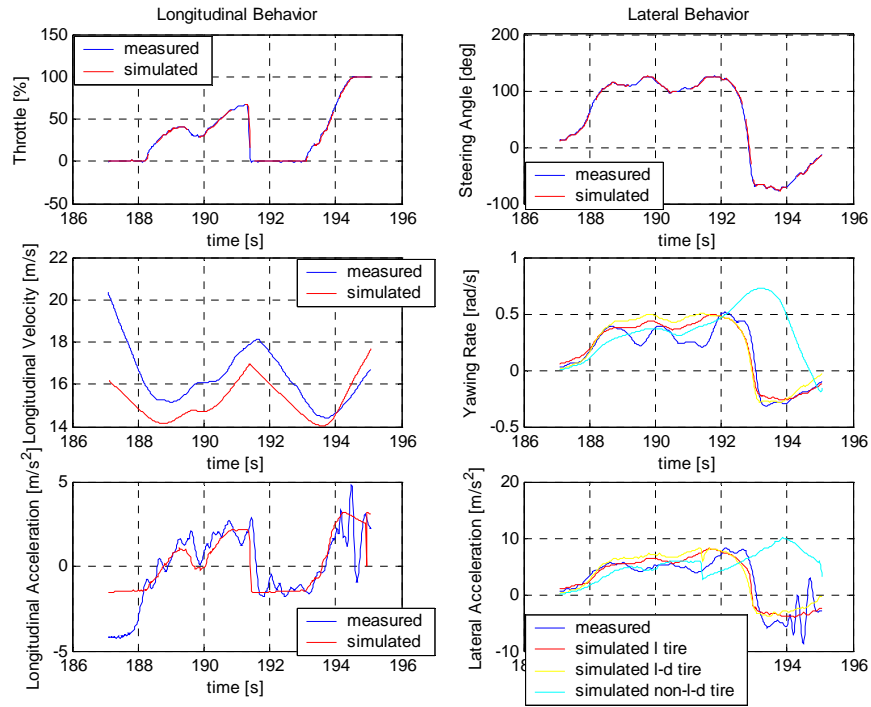 Longitudinal Behavior
150
100
50
0
-50
Throttle [%]
measured
simulated
186 188 190 192 194 196
time [s]
Lateral Behavior
200
100
0
-100
Steering Angle [deg]
measured
simulated
186 188 190 192 194 196
time [s]
22
20
18
16
14
Longitudinal Velocity [m/s]
measured
simulated
186 188 190 192 194 196
time [s]
1
0.5
0
-0.5
Yawing Rate [rad/s]
186 188 190 192 194 196
time [s]
5
0
-5
Longitudinal Acceleration [m/s²]
measured
simulated
186 188 190 192 194 196
time [s]
20
10
0
-10
Lateral Acceleration [m/s²]
measured
simulated l tire
simulated l-d tire
simulated non-l-d tire
192 194 196